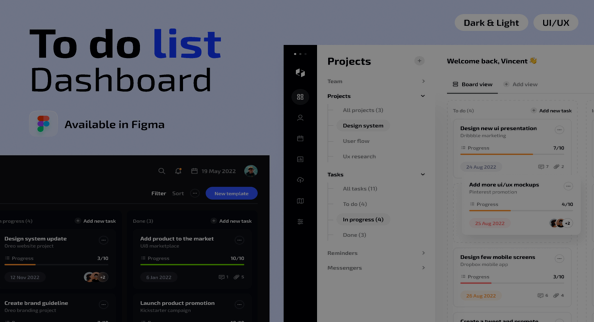 To do list
Dashboard
Available in Figma
Dark & Light
UI/UX
19 May 2022
Filter
Sort
New template
progress (4)
Add new task
Done (3)
Add new task
Design system update
Progress
3/10
12 Nov 2022
+2
Add product to the market
Ui8 marketplace
Progress
10/10
6 Jan 2022
1
5
Create brand guideline
Launch product promotion
Kickstarter campaign
Projects
Team
Projects
All projects (3)
Design system
User flow
Ux research
Tasks
All tasks (11)
To do (4)
In progress (4)
Done (3)
Reminders
Messengers
Welcome back, Vincent 👋
Board view
Add view
To do (4)
Add new task
Design new ui presentation
Dribbble marketing
Progress
7/10
24 Aug 2022
7
2
Add more ui/ux mockups
Pinterest promotion
Progress
4/10
25 Aug 2022
+2
Design few mobile screens
Dropbox mobile app
Progress
3/10
26 Aug 2022
6
4
Create a tweet and promote